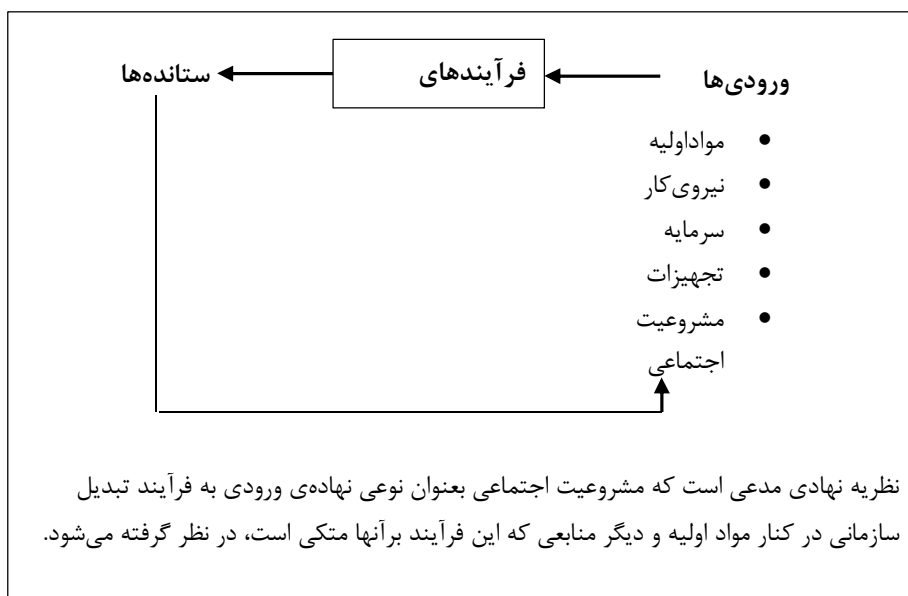 ورودی‌ها
فرآیندهای
ستانده‌ها
• مواداولیه
• نیروی‌کار
• سرمایه
• تجهیزات
• مشروعیت
اجتماعی
نظریه نهادی مدعی است که مشروعیت اجتماعی بعنوان نوعی نهاده‌ی ورودی به فرآیند تبدیل
سازمانی در کنار مواد اولیه و دیگر منابعی که این فرآیند برآنها متکی است، در نظر گرفته می‌شود.